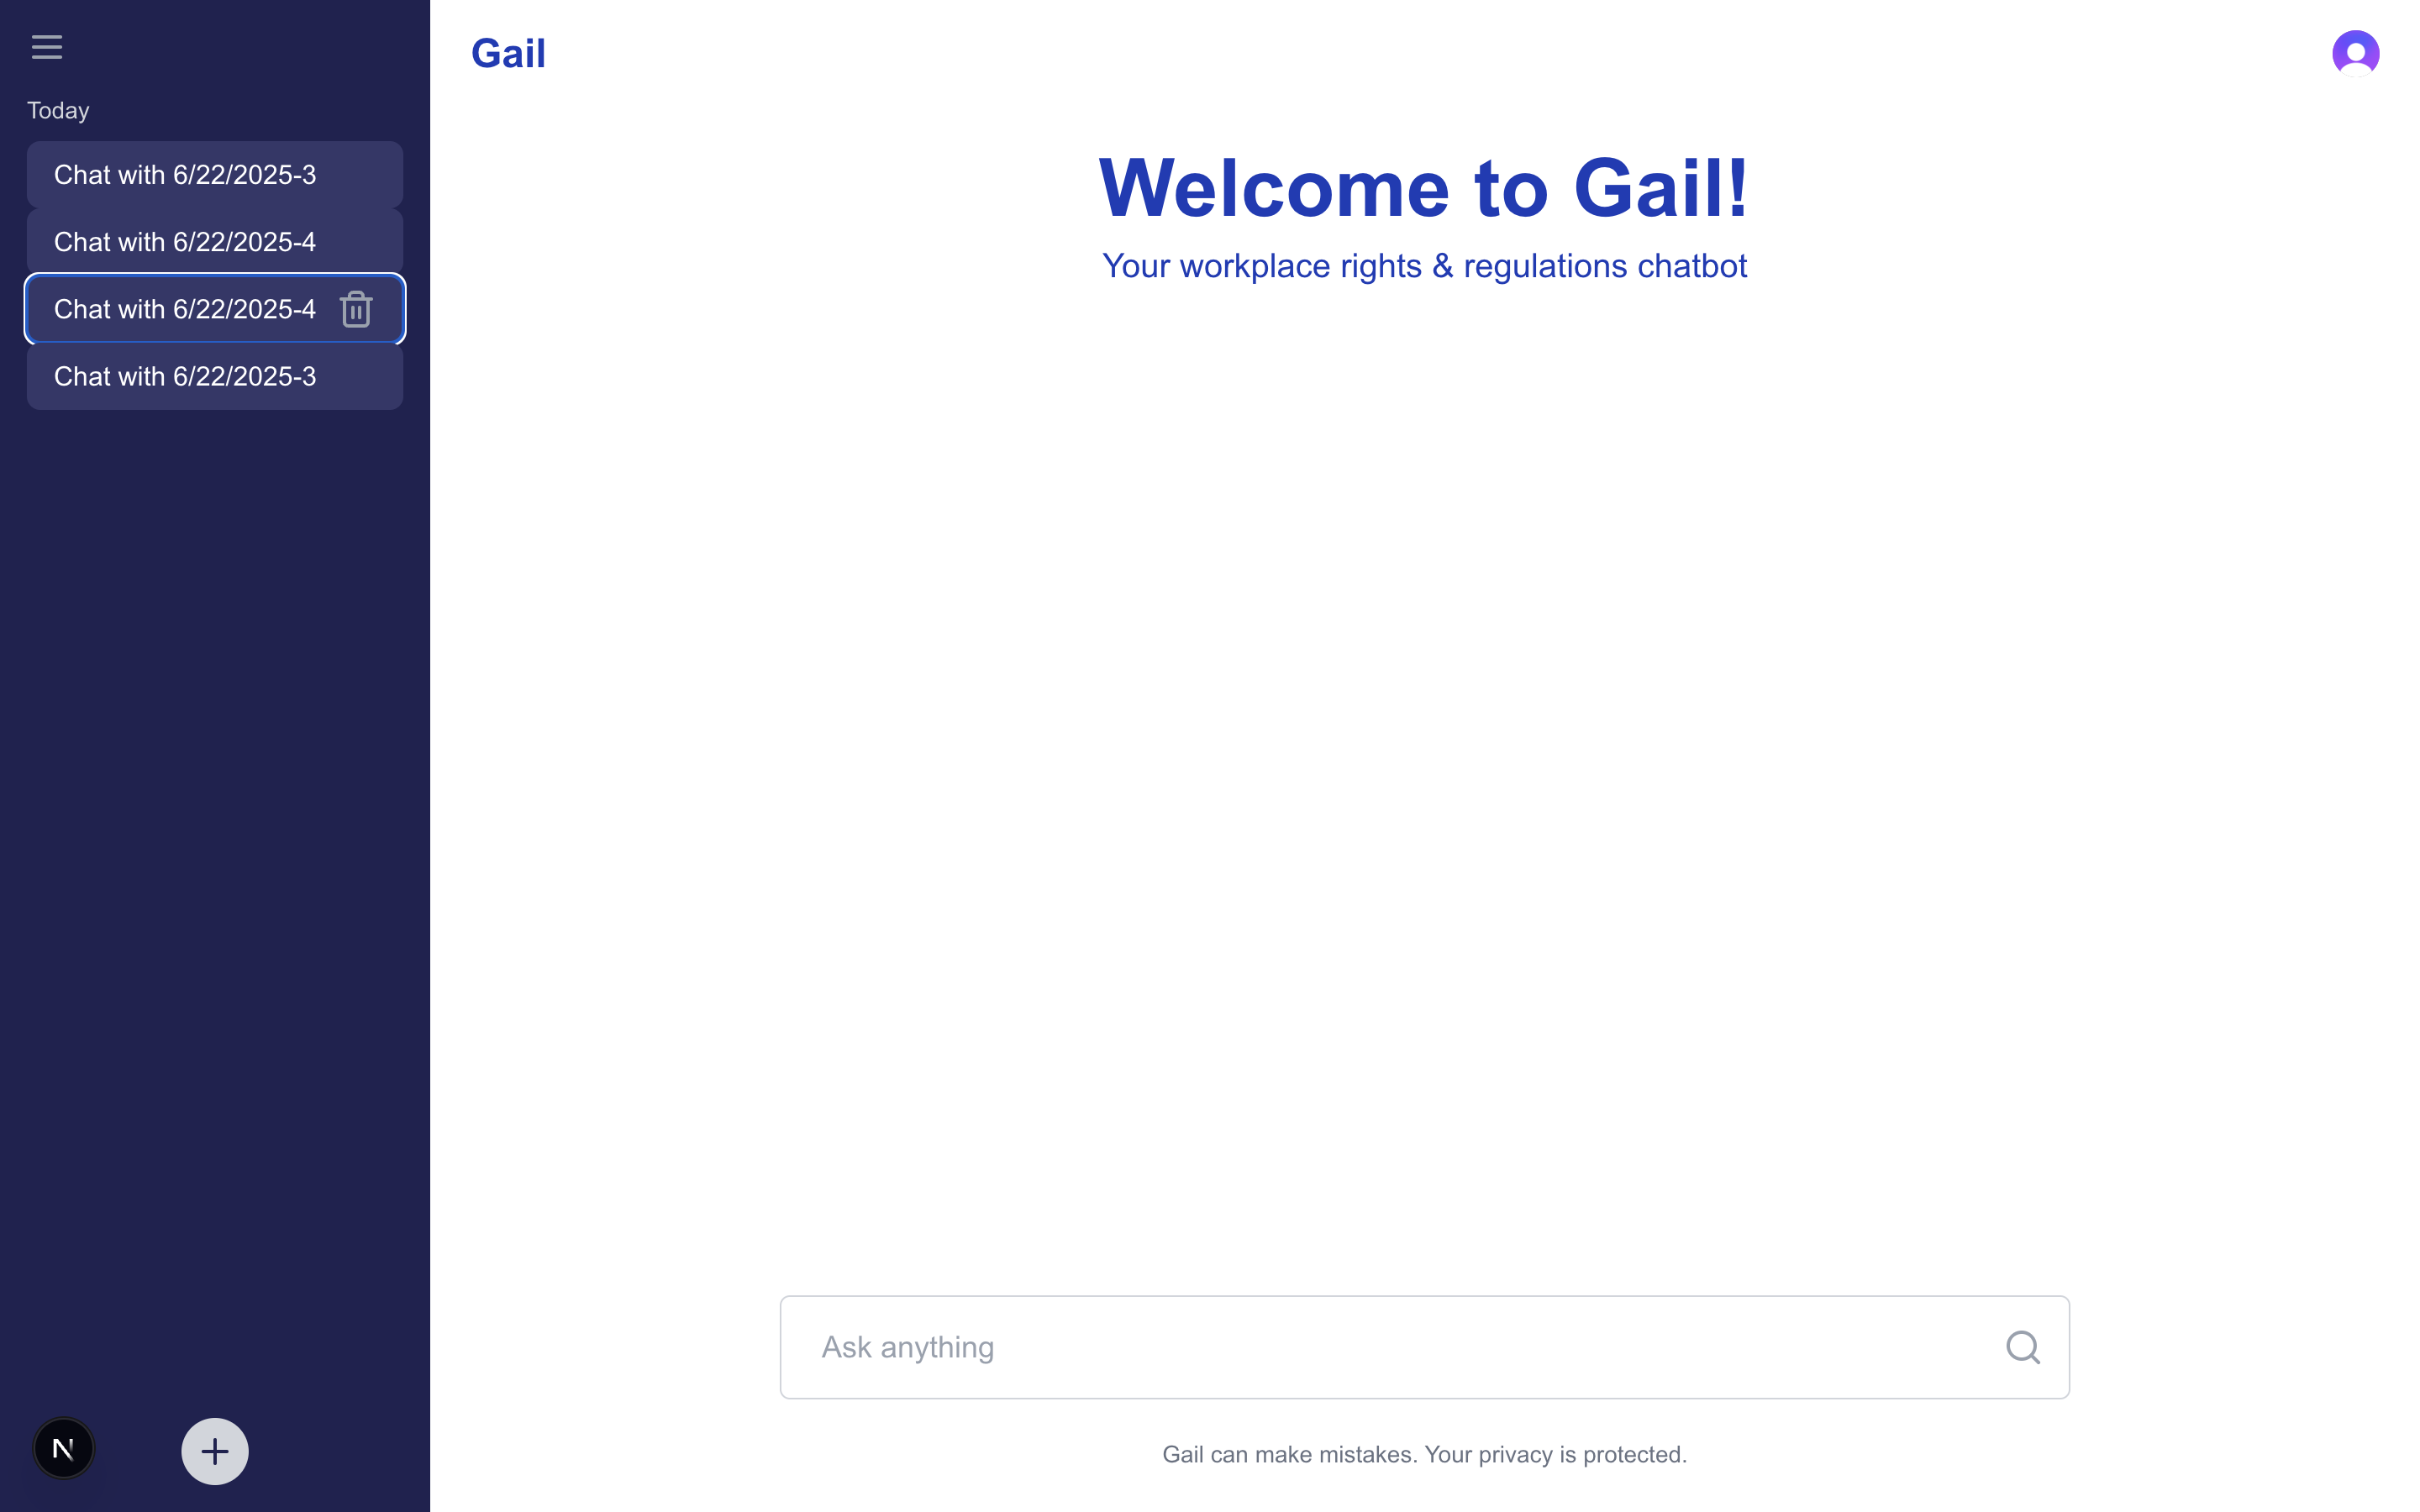 Gail
Today
Chat with 6/22/2025-3
Chat with 6/22/2025-4
Chat with 6/22/2025-4
Chat with 6/22/2025-3
Welcome to Gail!
Your workplace rights & regulations chatbot
Ask anything
N
Gail can make mistakes. Your privacy is protected.